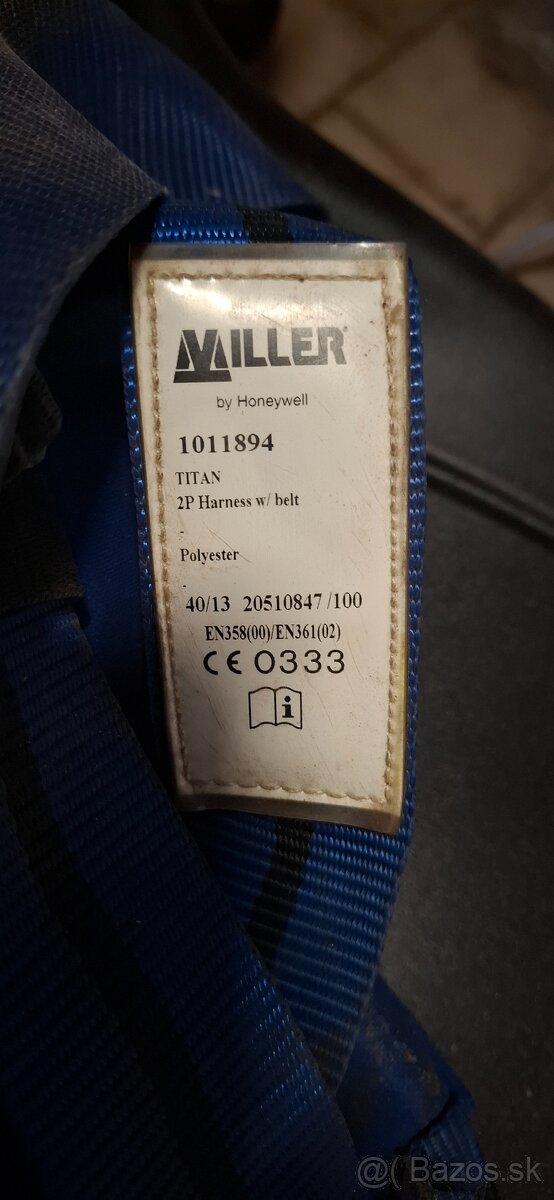 MILLER
by Honeywell
1011894
TITAN
2P Harness w/ belt
-
Polyester
-
40/13 20510847 /100
EN358(00)/EN361(02)
CE 0333
i
@( Bazos.sk